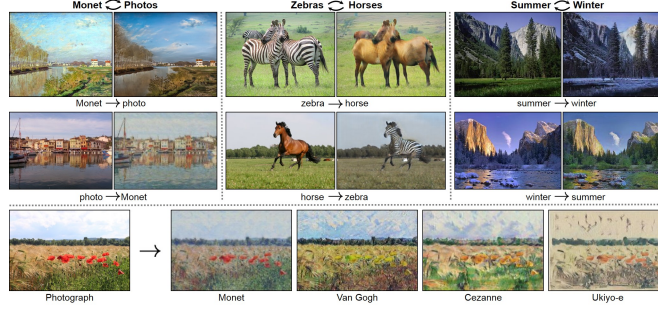 Monet Photos
Zebras Horses
Summer Winter
Monet → photo
zebra → horse
summer → winter
photo → Monet
horse → zebra
winter → summer
Photograph
Monet
Van Gogh
Cezanne
Ukiyo-e